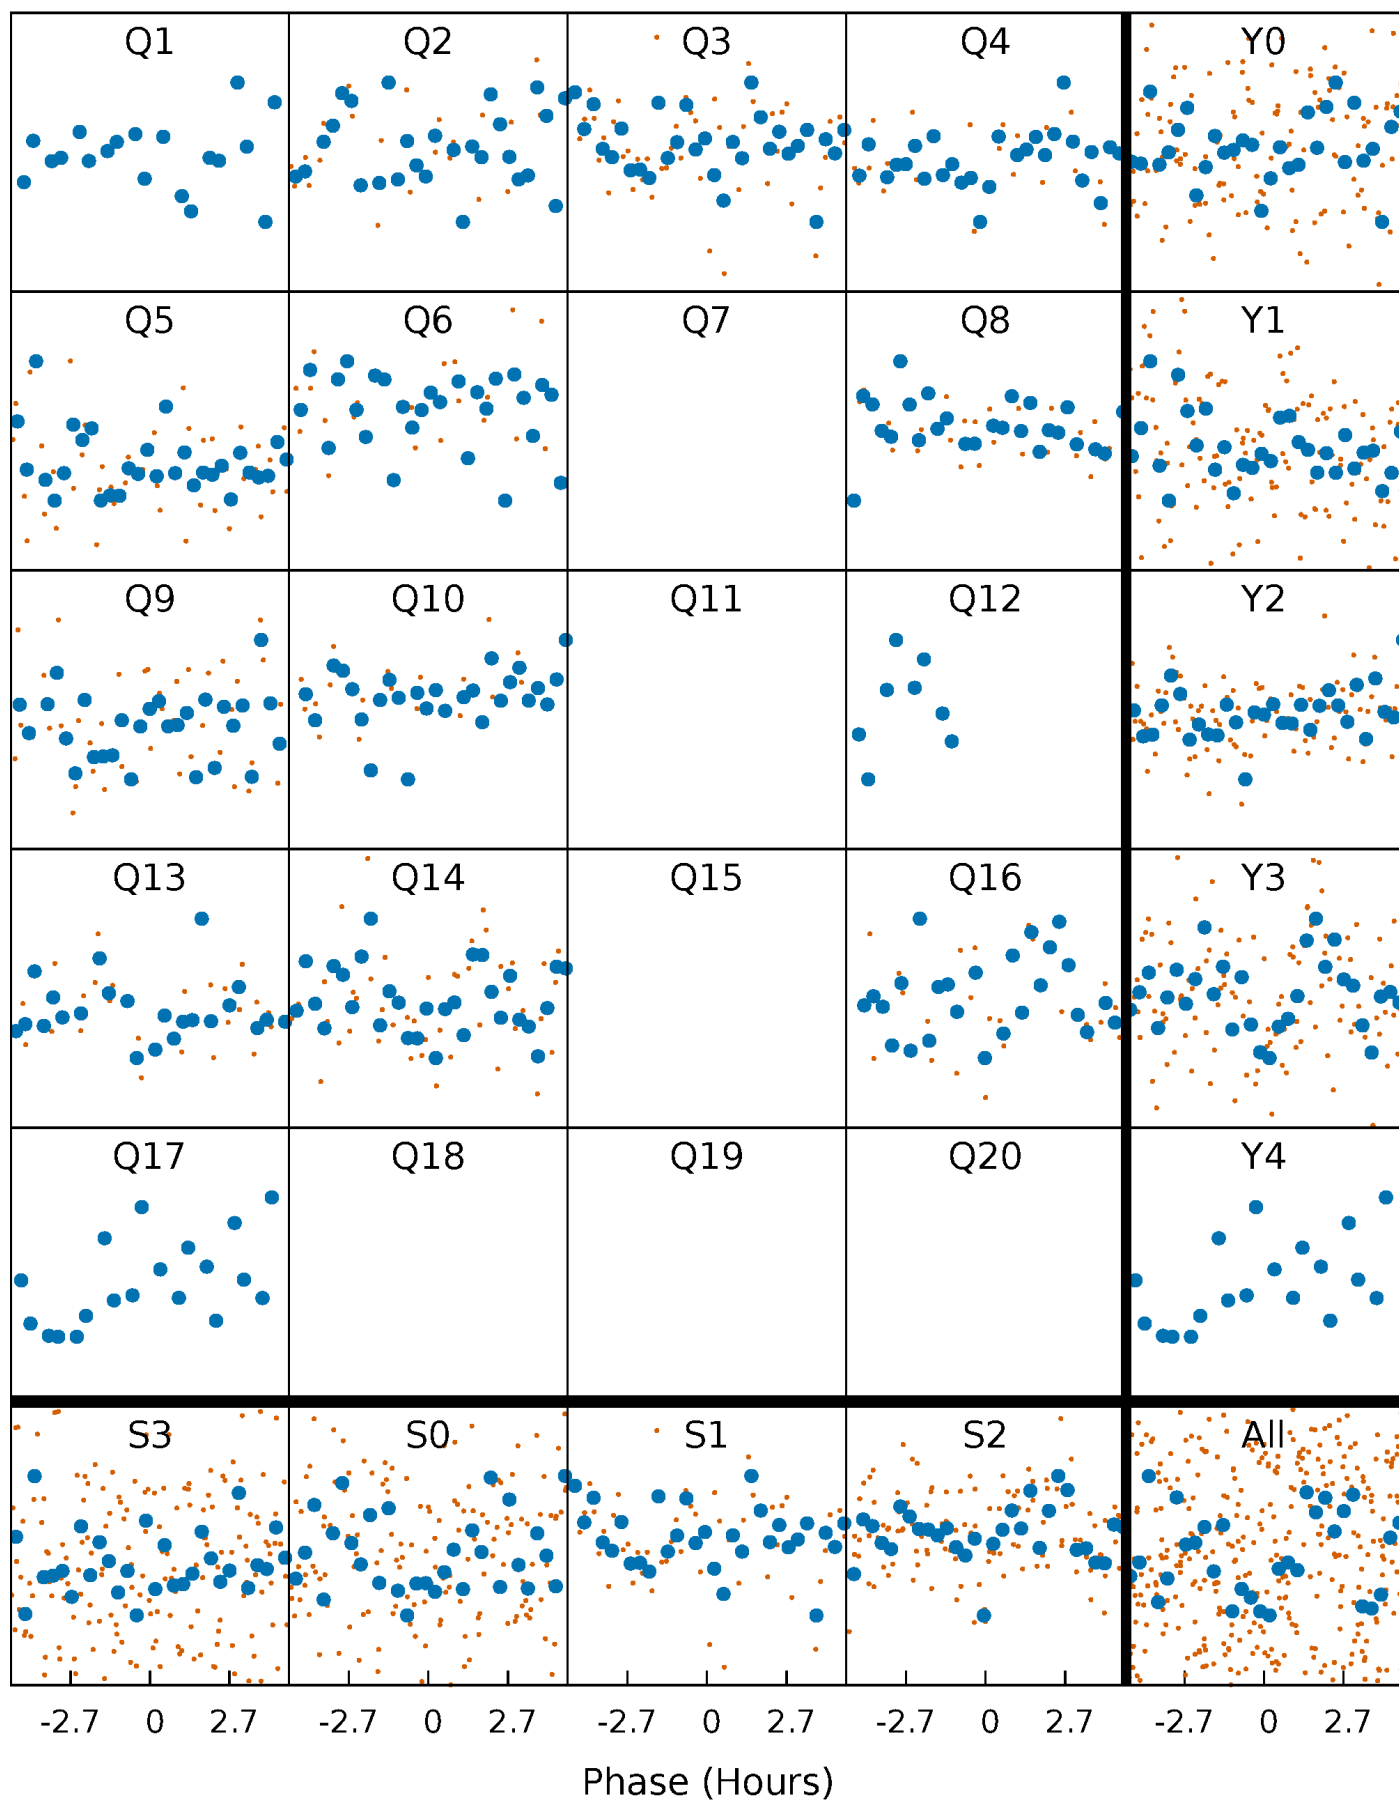 Q1 Q2 Q3 Q4 Y0
Q5 Q6 Q7 Q8 Y1
Q9 Q10 Q11 Q12 Y2
Q13 Q14 Q15 Q16 Y3
Q17 Q18 Q19 Q20 Y4
S3 S0 S1 S2 All
-2.7 0 2.7 -2.7 0 2.7 -2.7 0 2.7 -2.7 0 2.7 -2.7 0 2.7
Phase (Hours)